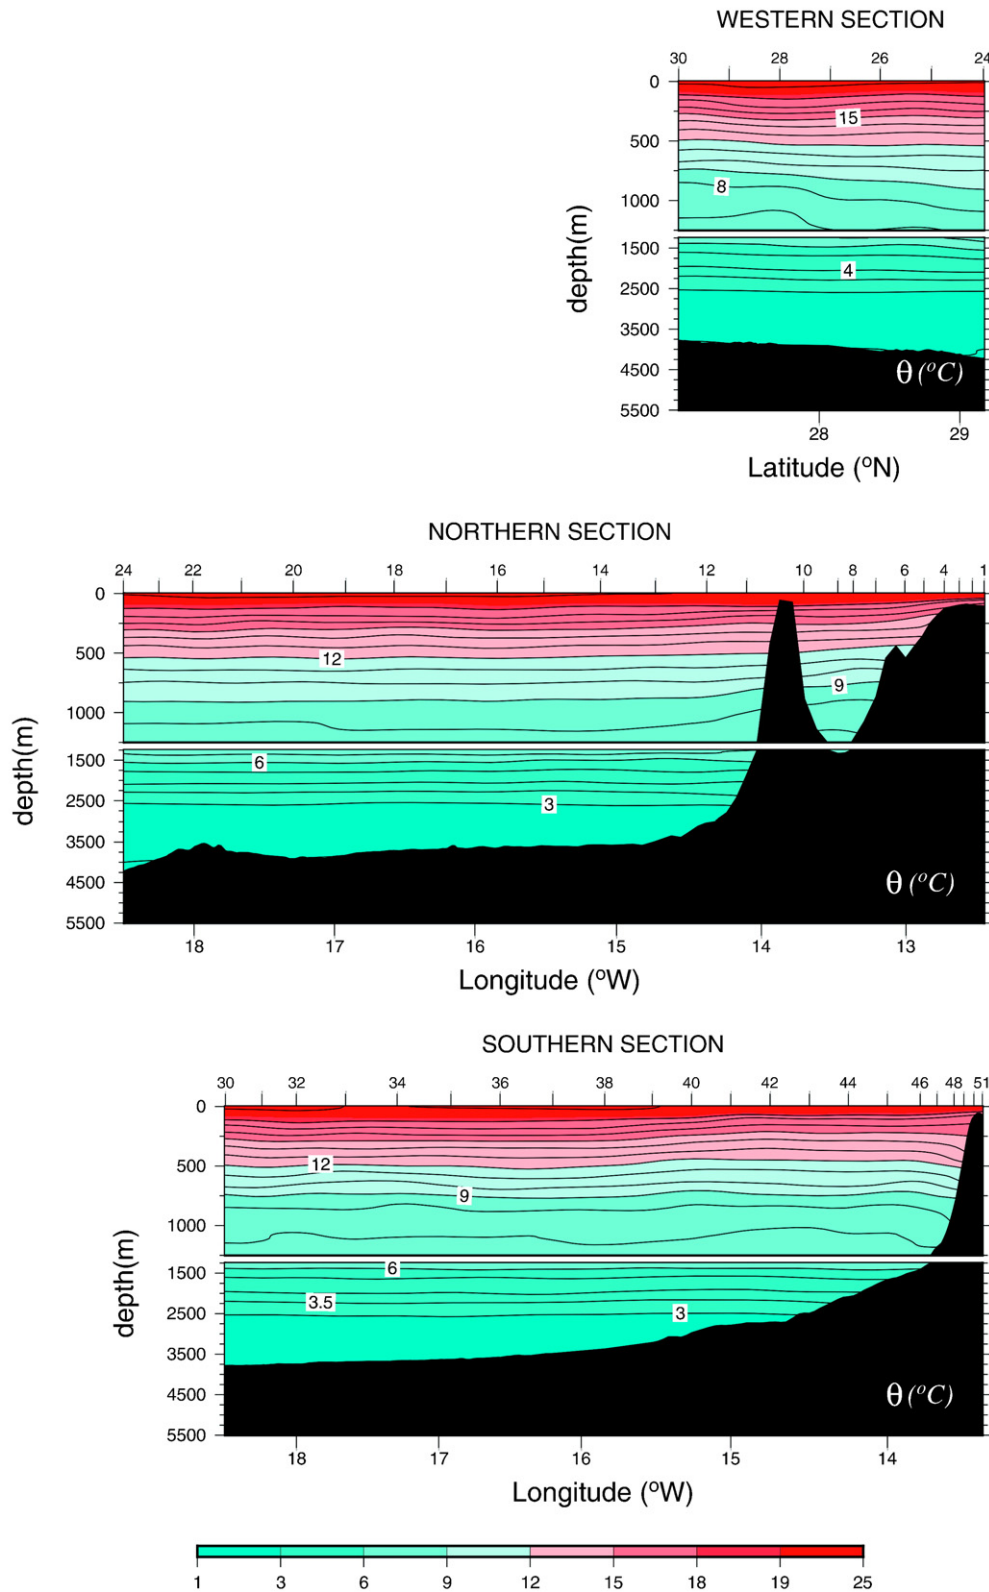 WESTERN SECTION
30 28 26 24
0
15
500
8
1000
depth(m)
1500
4
2500
3500
4500
θ (°C)
5500
28 29
Latitude (°N)
NORTHERN SECTION
24 22 20 18 16 14 12 10 8 6 4 1
0
500
12
9
1000
depth(m)
1500
6
2500
3
3500
4500
θ (°C)
5500
18 17 16 15 14 13
Longitude (°W)
SOUTHERN SECTION
30 32 34 36 38 40 42 44 46 48 51
0
500
12
9
1000
depth(m)
1500
6
3.5
2500
3
3500
4500
θ (°C)
5500
18 17 16 15 14
Longitude (°W)
1 3 6 9 12 15 18 19 25